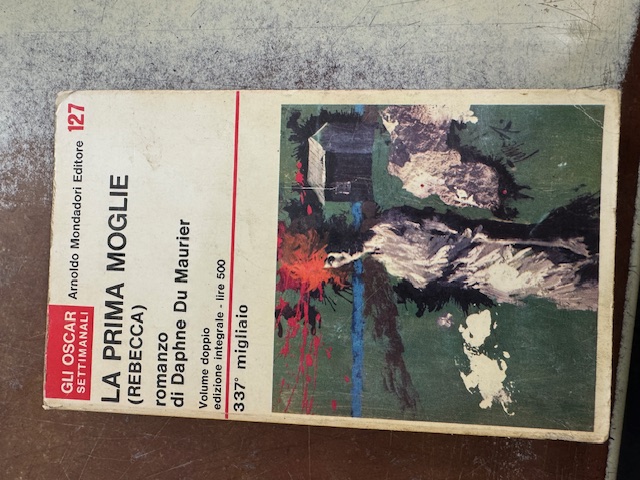 GLI OSCAR
SETTIMANALI
Arnoldo Mondadori Editore 127
LA PRIMA MOGLIE
(REBECCA)
romanzo
di Daphne Du Maurier
Volume doppio
edizione integrale - lire 500
337° migliaio